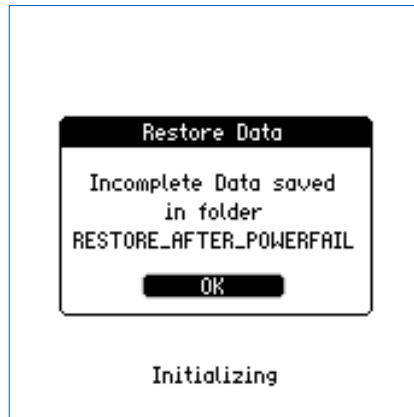 Restore Data
Incomplete Data saved
in folder
RESTORE_AFTER_POWERFAIL
OK
Initializing